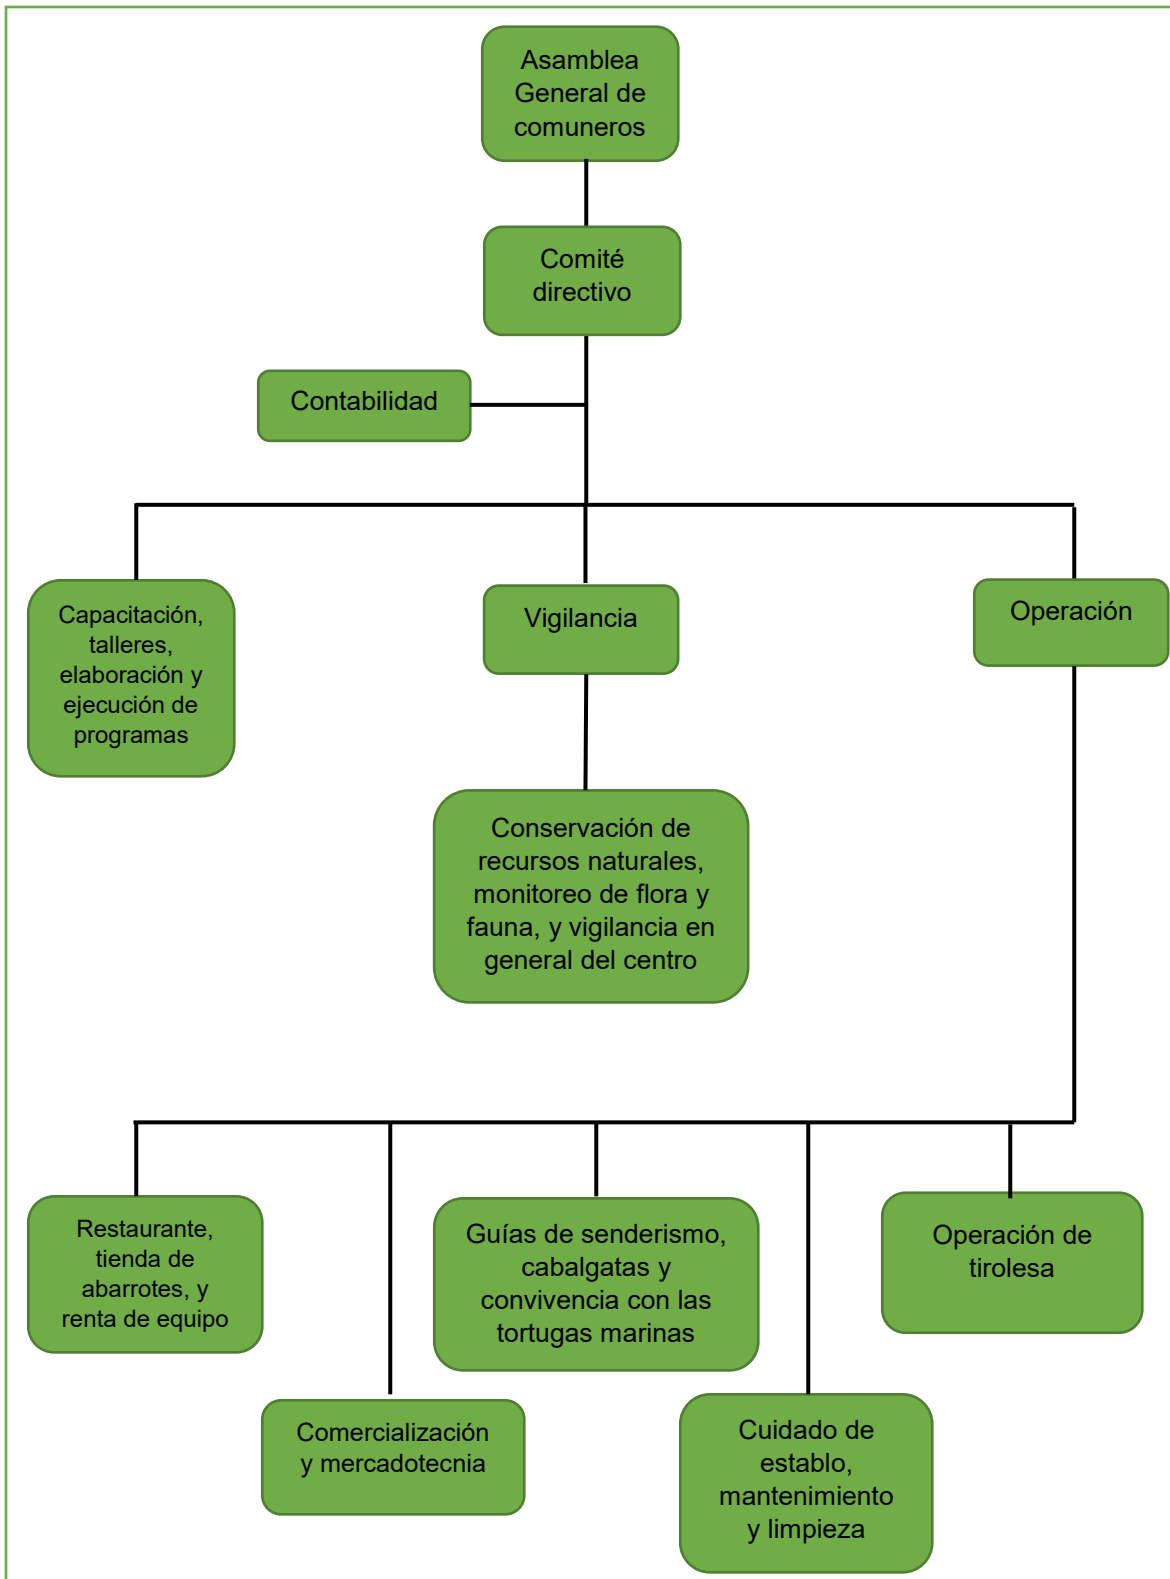 Asamblea
General de
comuneros
Comité
directivo
Contabilidad
Capacitación,
talleres,
elaboración y
ejecución de
programas
Vigilancia
Operación
Conservación de
recursos naturales,
monitoreo de flora y
fauna, y vigilancia en
general del centro
Restaurante,
tienda de
abarrotes, y
renta de equipo
Guías de senderismo,
cabalgatas y
convivencia con las
tortugas marinas
Operación de
tirolesa
Comercialización
y mercadotecnia
Cuidado de
establo,
mantenimiento
y limpieza